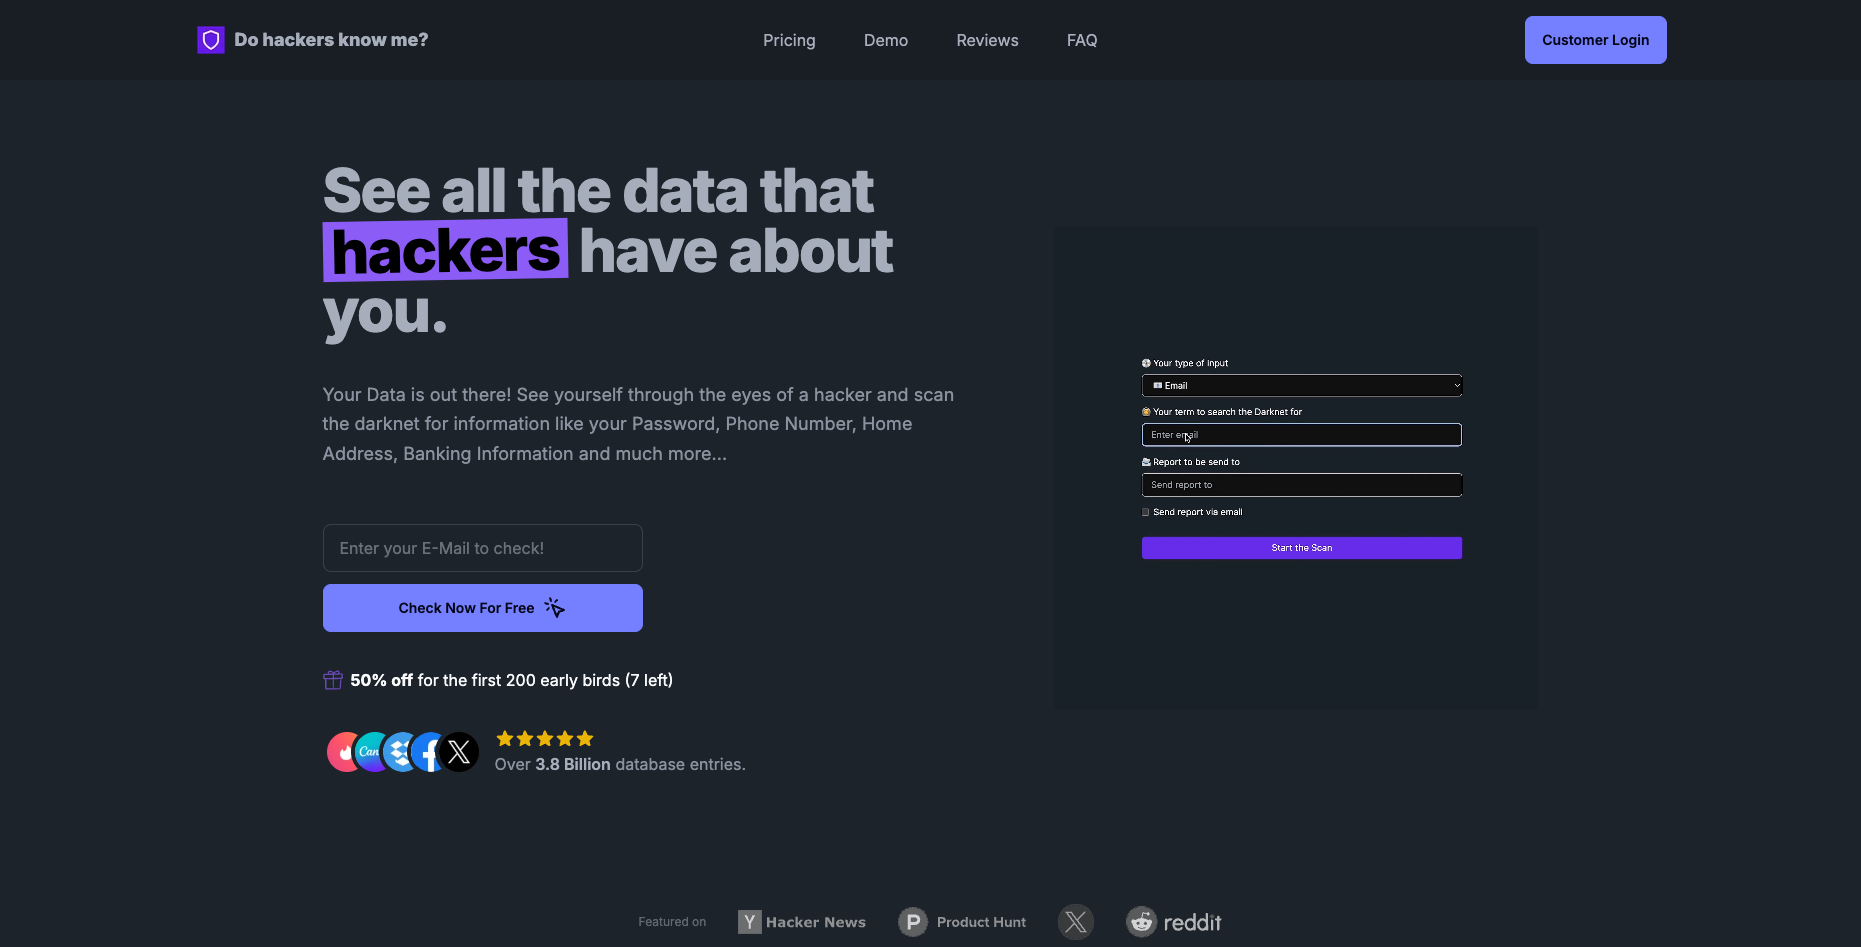 Do hackers know me?
Pricing
Demo
Reviews
FAQ
Customer Login
See all the data that
hackers have about
you.
Your Data is out there! See yourself through the eyes of a hacker and scan
the darknet for information like your Password, Phone Number, Home
Address, Banking Information and much more...
Enter your E-Mail to check!
Check Now For Free
50% off for the first 200 early birds (7 left)
Can
Over 3.8 Billion database entries.
Your type of input
Email
Your term to search the Darknet for
Enter email
Report to be send to
Send report to
Send report via email
Start the Scan
Featured on
Y Hacker News
P Product Hunt
X
reddit